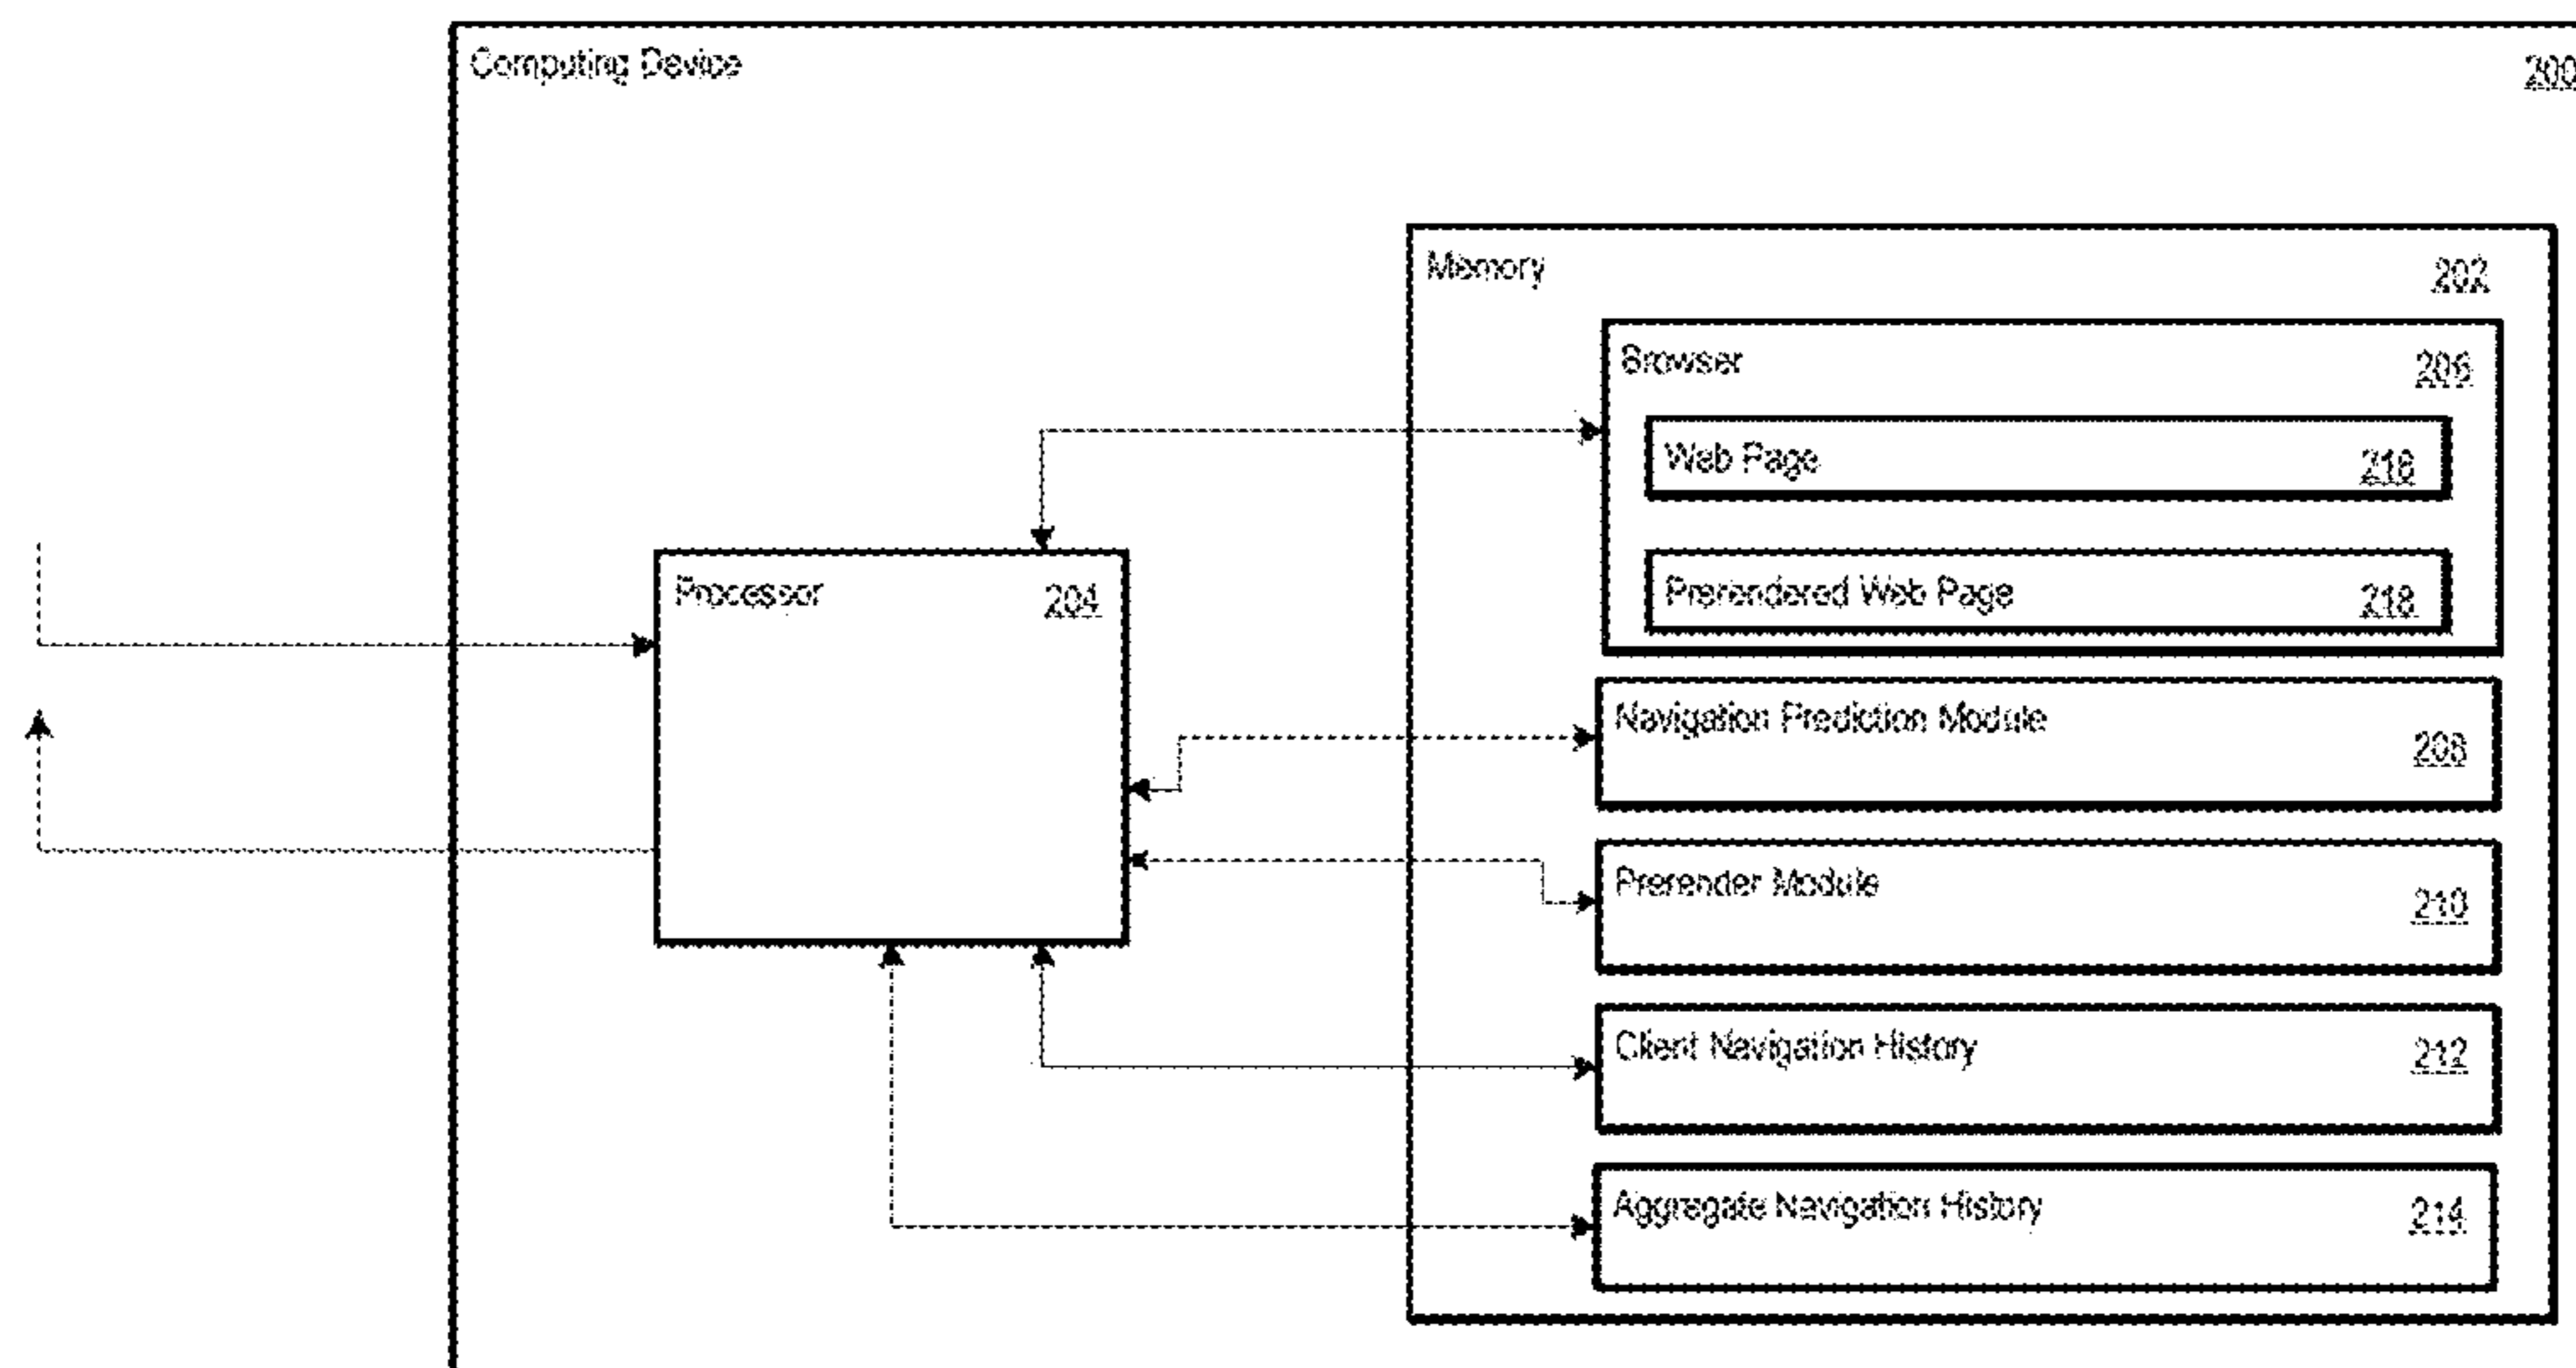 Computing Device 200
Memory 202
Browser 206
Web Page 216
Processor 204
Prerendered Web Page 218
Navigation Prediction Module
208
Prerender Module
210
Client Navigation History 212
Aggregate Navigation History 214